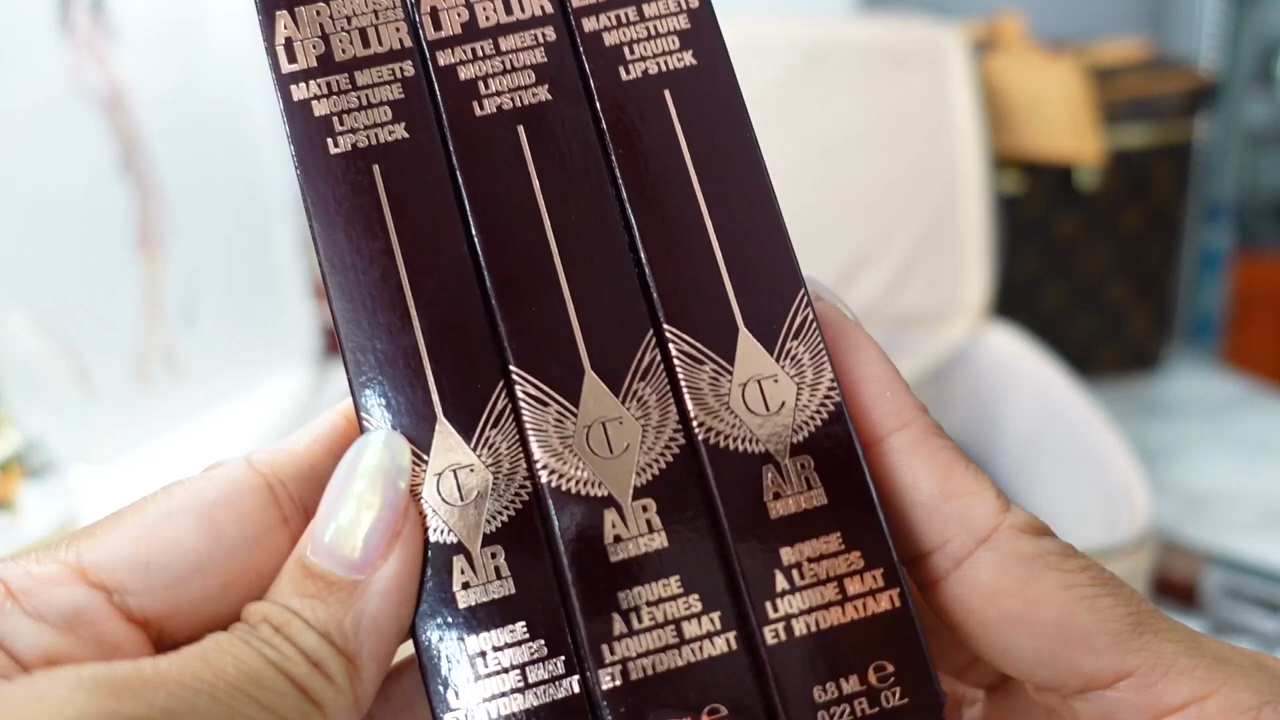 AIRBRUSH
FLAWLESS
LIP BLUR
MATTE MEETS
MOISTURE
LIQUID
LIPSTICK
CT
AIR
BRUSH
ROUGE
À LÈVRES
LIQUIDE MAT
ET HYDRATANT
LIP BLUR
MATTE MEETS
MOISTURE
LIQUID
LIPSTICK
CT
AIR
BRUSH
ROUGE
À LÈVRES
LIQUIDE MAT
ET HYDRATANT
e
MATTE MEETS
MOISTURE
LIQUID
LIPSTICK
CT
AIR
BRUSH
ROUGE
À LÈVRES
LIQUIDE MAT
ET HYDRATANT
6.8 ML e
0.22 FL. OZ.